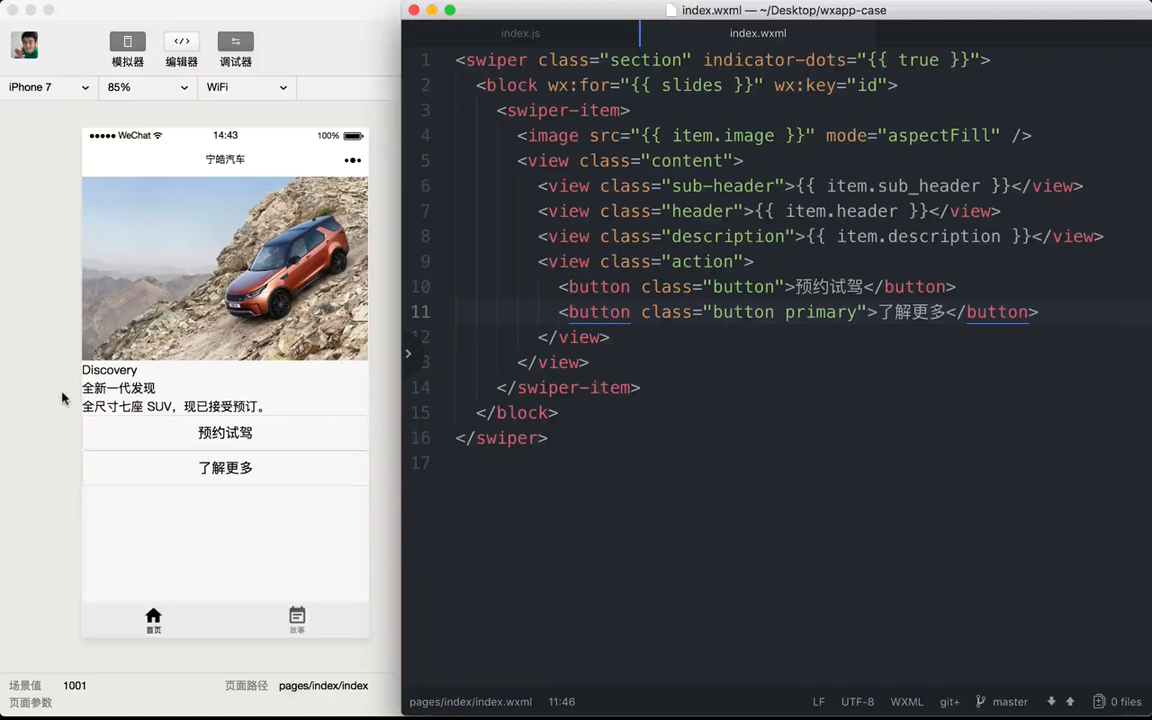 index.wxml — ~/Desktop/wxapp-case
index.js
index.wxml
模拟器
编辑器
调试器
iPhone 7
85%
WiFi
WeChat
14:43
100%
宁皓汽车
Discovery
全新一代发现
全尺寸七座 SUV，现已接受预订。
预约试驾
了解更多
首页
故事
场景值
1001
页面路径
pages/index/index
页面参数
1 <swiper class="section" indicator-dots="{{ true }}">
2 <block wx:for="{{ slides }}" wx:key="id">
3 <swiper-item>
4 <image src="{{ item.image }}" mode="aspectFill" />
5 <view class="content">
6 <view class="sub-header">{{ item.sub_header }}</view>
7 <view class="header">{{ item.header }}</view>
8 <view class="description">{{ item.description }}</view>
9 <view class="action">
10 <button class="button">预约试驾</button>
11 <button class="button primary">了解更多</button>
12 </view>
3 </view>
14 </swiper-item>
15 </block>
16 </swiper>
17
pages/index/index.wxml
11:46
LF
UTF-8
WXML
git+
master
0 files